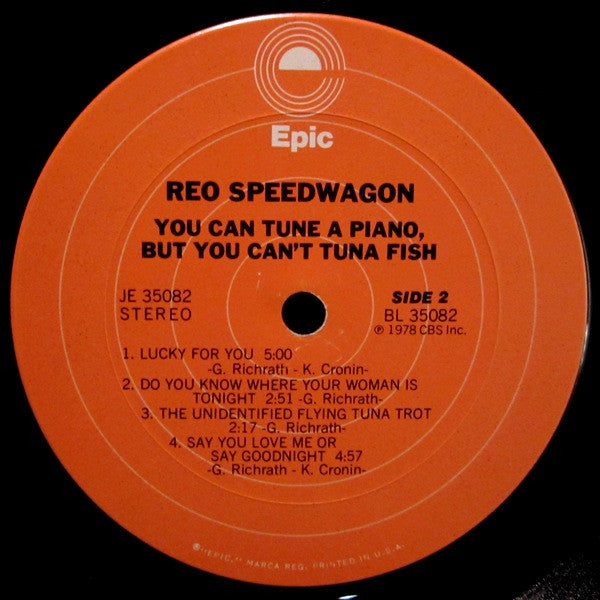 Epic
REO SPEEDWAGON
YOU CAN TUNE A PIANO,
BUT YOU CAN'T TUNA FISH
JE 35082
STEREO
SIDE 2
BL 35082
℗ 1978 CBS Inc.
1. LUCKY FOR YOU 5:00
-G. Richrath - K. Cronin-
2. DO YOU KNOW WHERE YOUR WOMAN IS
TONIGHT 2:51 -G. Richrath-
3. THE UNIDENTIFIED FLYING TUNA TROT
2:17 -G. Richrath-
4. SAY YOU LOVE ME OR
SAY GOODNIGHT 4:57
-G. Richrath - K. Cronin-
"EPIC," MARCA REG. PRINTED IN U.S.A.